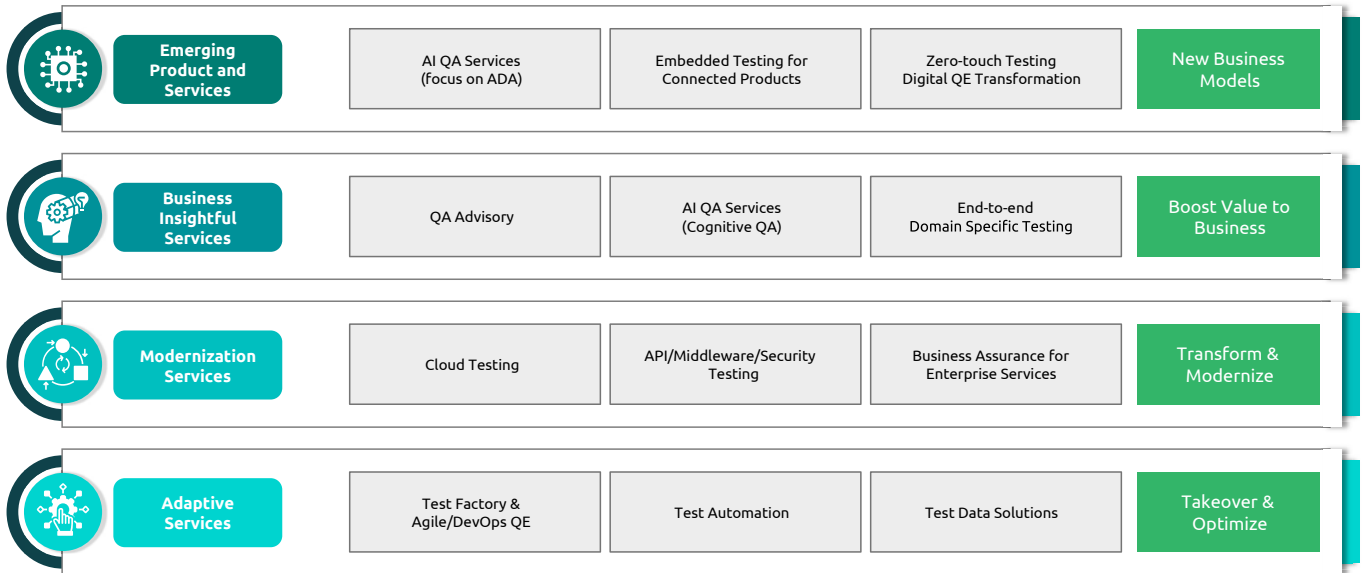 Emerging
Product and
Services
AI QA Services
(focus on ADA)
Embedded Testing for
Connected Products
Zero-touch Testing
Digital QE Transformation
New Business
Models
Business
Insightful
Services
QA Advisory
AI QA Services
(Cognitive QA)
End-to-end
Domain Specific Testing
Boost Value to
Business
Modernization
Services
Cloud Testing
API/Middleware/Security
Testing
Business Assurance for
Enterprise Services
Transform &
Modernize
Adaptive
Services
Test Factory &
Agile/DevOps QE
Test Automation
Test Data Solutions
Takeover &
Optimize